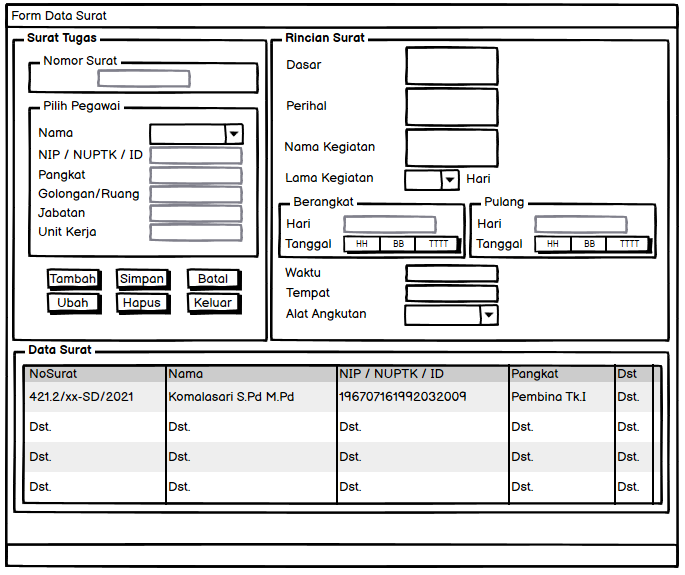 Form Data Surat
Surat Tugas
Nomor Surat
Pilih Pegawai
Nama
NIP / NUPTK / ID
Pangkat
Golongan/Ruang
Jabatan
Unit Kerja
Tambah Simpan Batal
Ubah Hapus Keluar
Rincian Surat
Dasar
Perihal
Nama Kegiatan
Lama Kegiatan Hari
Berangkat
Hari
Tanggal HH BB TTTT
Pulang
Hari
Tanggal HH BB TTTT
Waktu
Tempat
Alat Angkutan
Data Surat
NoSurat Nama NIP / NUPTK / ID Pangkat Dst
421.2/xx-SD/2021 Komalasari S.Pd M.Pd 196707161992032009 Pembina Tk.I Dst.
Dst. Dst. Dst. Dst. Dst.
Dst. Dst. Dst. Dst. Dst.
Dst. Dst. Dst. Dst. Dst.